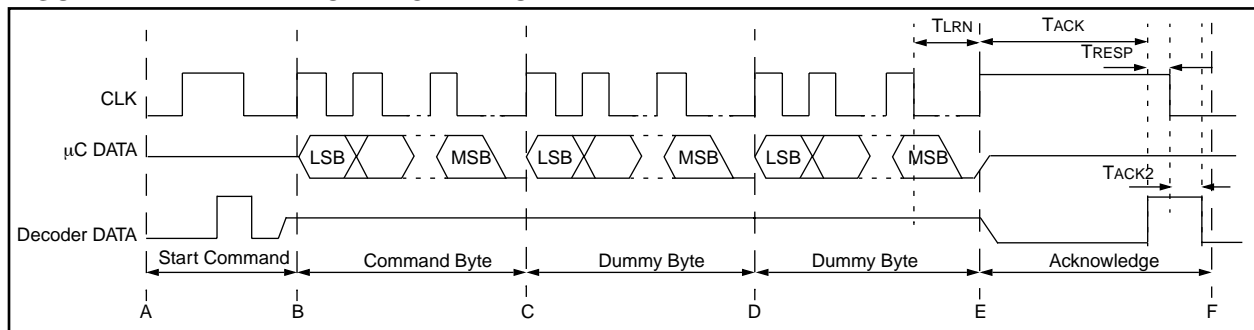 TLRN
TACK
TRESP
CLK
μC DATA
LSB
MSB
LSB
MSB
LSB
MSB
TACK2
Decoder DATA
Start Command
Command Byte
Dummy Byte
Dummy Byte
Acknowledge
A
B
C
D
E
F